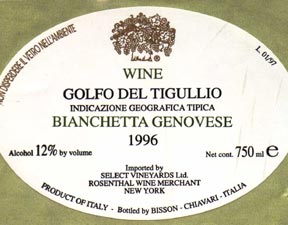 NON DISPERDERE IL VETRO NELL'AMBIENTE
L. 01/97
WINE
GOLFO DEL TIGULLIO
INDICAZIONE GEOGRAFICA TIPICA
BIANCHETTA GENOVESE
1996
Alcohol 12% by volume
Net cont. 750 ml e
Imported by
SELECT VINEYARDS Ltd.
ROSENTHAL WINE MERCHANT
NEW YORK
PRODUCT OF ITALY - Bottled by BISSON - CHIAVARI - ITALIA